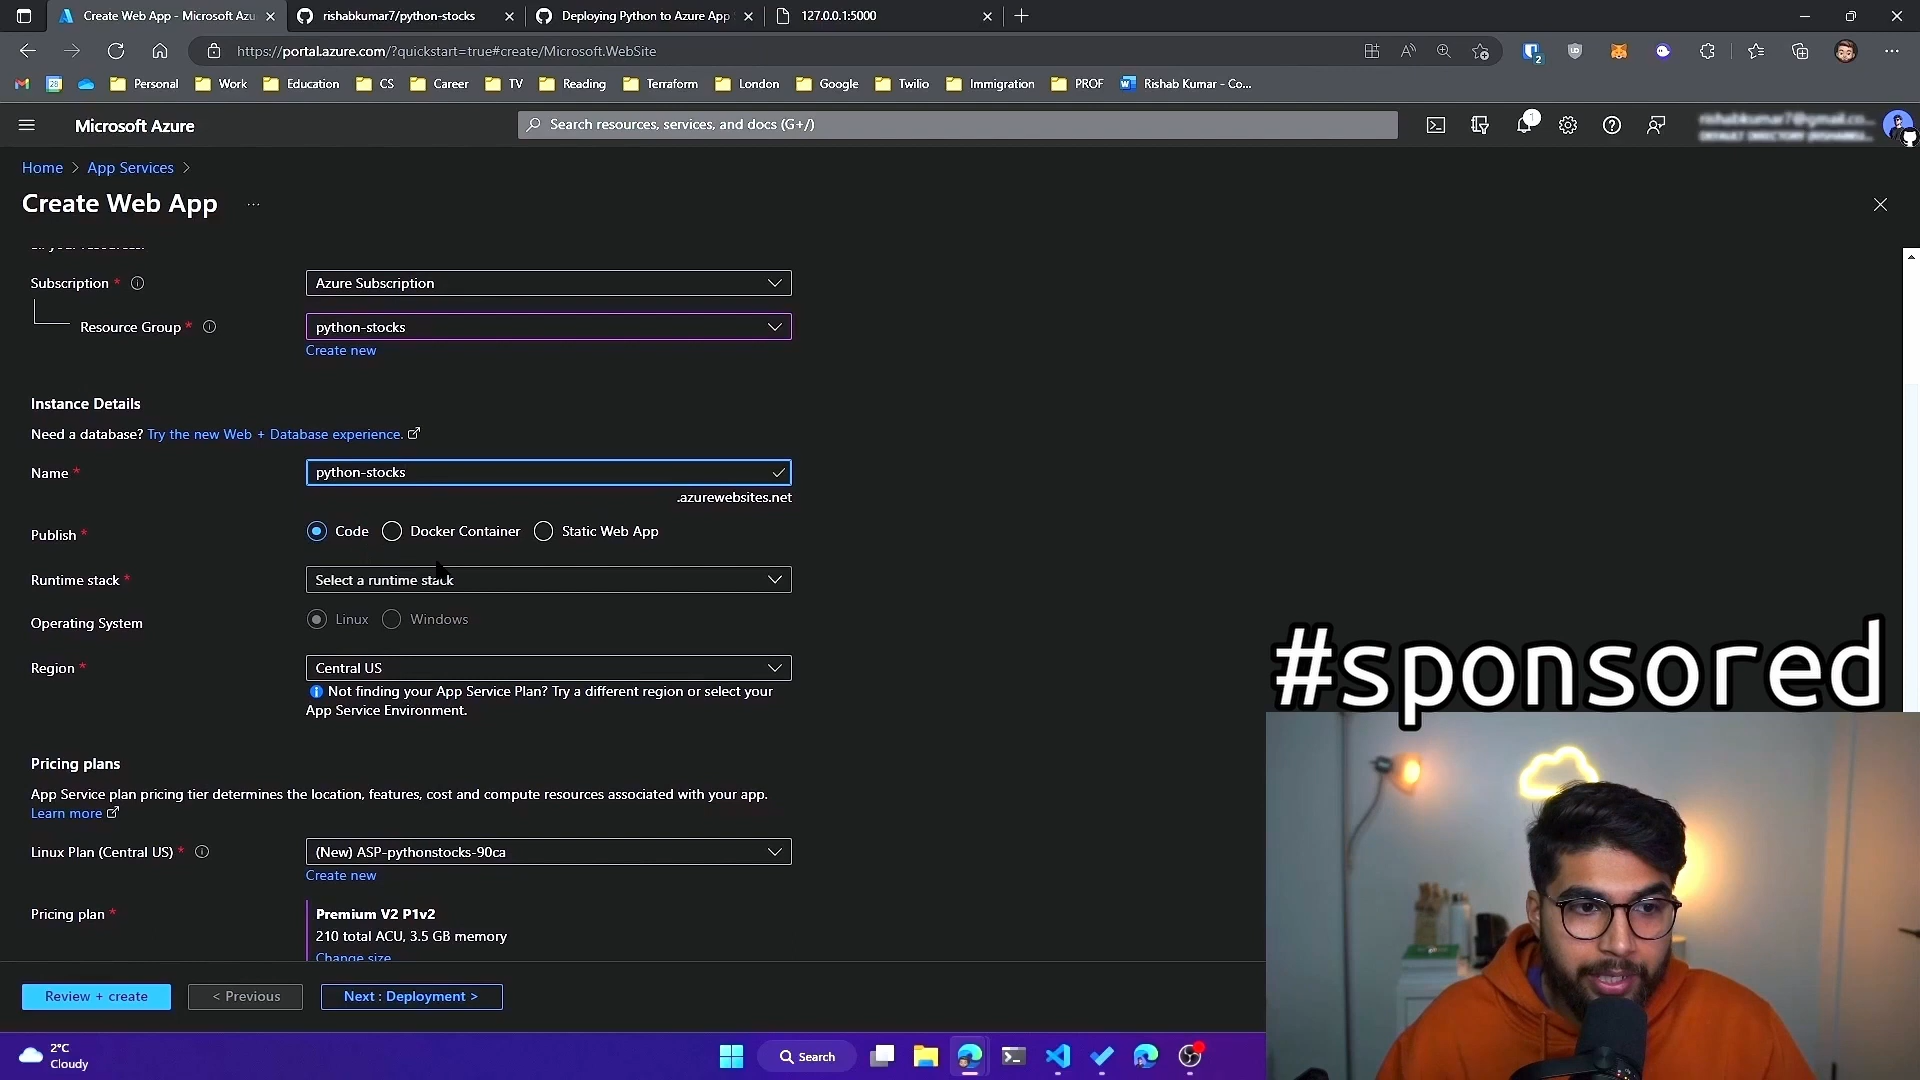 Create Web App - Microsoft Azu
rishabkumar7/python-stocks
Deploying Python to Azure App
127.0.0.1:5000
https://portal.azure.com/?quickstart=true#create/Microsoft.WebSite
Personal
Work
Education
CS
Career
TV
Reading
Terraform
London
Google
Twilio
Immigration
PROF
Rishab Kumar - Co...
Microsoft Azure
Search resources, services, and docs (G+/)
1
Home > App Services >
Create Web App ...
Subscription *
Azure Subscription
Resource Group *
python-stocks
Create new
Instance Details
Need a database? Try the new Web + Database experience.
Name *
python-stocks
.azurewebsites.net
Publish *
Code
Docker Container
Static Web App
Runtime stack *
Select a runtime stack
Operating System
Linux
Windows
Region *
Central US
Not finding your App Service Plan? Try a different region or select your
App Service Environment.
#sponsored
Pricing plans
App Service plan pricing tier determines the location, features, cost and compute resources associated with your app.
Learn more
Linux Plan (Central US) *
(New) ASP-pythonstocks-90ca
Create new
Pricing plan *
Premium V2 P1v2
210 total ACU, 3.5 GB memory
Change size
Review + create
< Previous
Next : Deployment >
2°C
Cloudy
Search